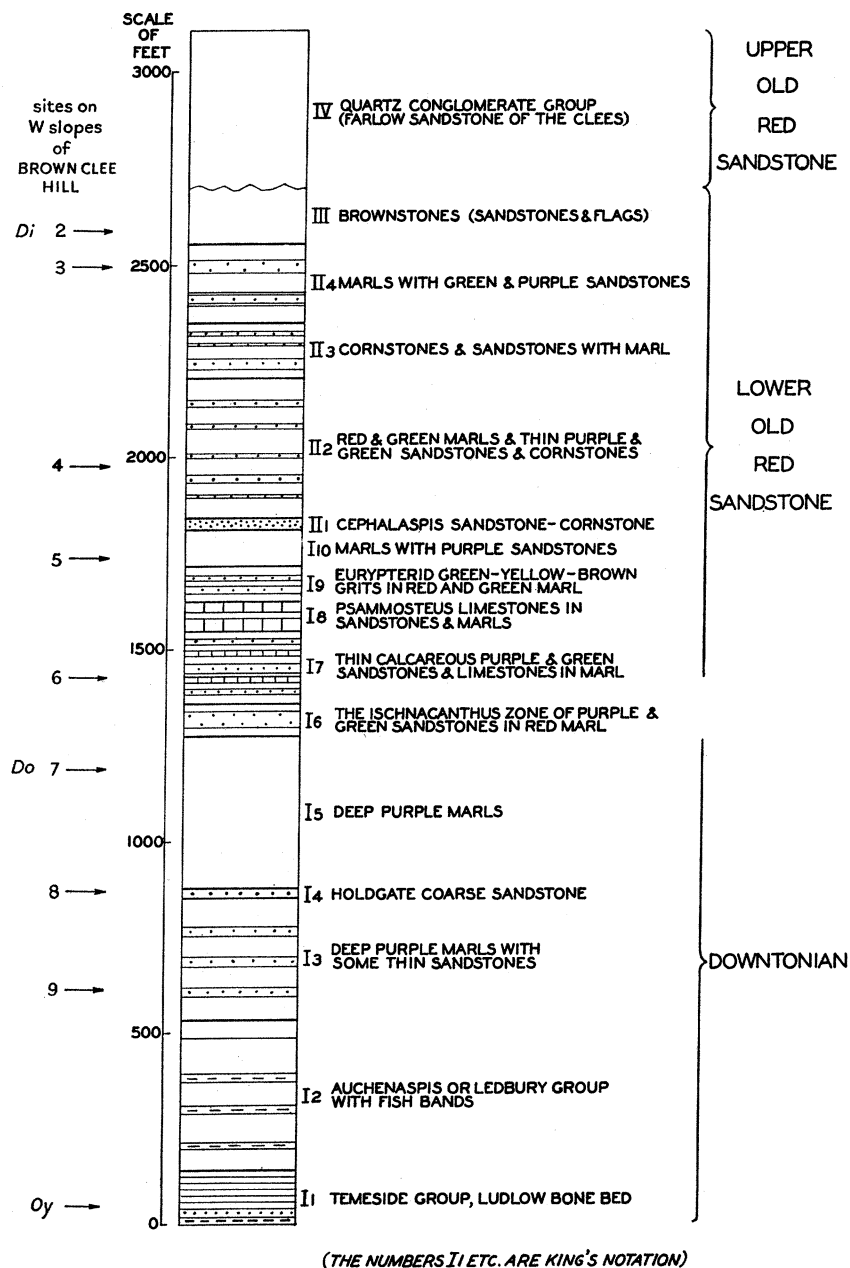 SCALE
OF
FEET
3000
2500
2000
1500
1000
500
0
sites on
W slopes
of
BROWN CLEE
HILL
Di 2
3
4
5
6
Do 7
8
9
Oy
IV QUARTZ CONGLOMERATE GROUP
(FARLOW SANDSTONE OF THE CLEES)
III BROWNSTONES (SANDSTONES & FLAGS)
II4 MARLS WITH GREEN & PURPLE SANDSTONES
II3 CORNSTONES & SANDSTONES WITH MARL
II2 RED & GREEN MARLS & THIN PURPLE &
GREEN SANDSTONES & CORNSTONES
II1 CEPHALASPIS SANDSTONE-CORNSTONE
I10 MARLS WITH PURPLE SANDSTONES
I9 EURYPTERID GREEN-YELLOW-BROWN
GRITS IN RED AND GREEN MARL
I8 PSAMMOSTEUS LIMESTONES IN
SANDSTONES & MARLS
I7 THIN CALCAREOUS PURPLE & GREEN
SANDSTONES & LIMESTONES IN MARL
I6 THE ISCHNACANTHUS ZONE OF PURPLE &
GREEN SANDSTONES IN RED MARL
I5 DEEP PURPLE MARLS
I4 HOLDGATE COARSE SANDSTONE
I3 DEEP PURPLE MARLS WITH
SOME THIN SANDSTONES
I2 AUCHENASPIS OR LEDBURY GROUP
WITH FISH BANDS
I1 TEMESIDE GROUP, LUDLOW BONE BED
UPPER
OLD
RED
SANDSTONE
LOWER
OLD
RED
SANDSTONE
DOWNTONIAN
(THE NUMBERS I1 ETC. ARE KING'S NOTATION)